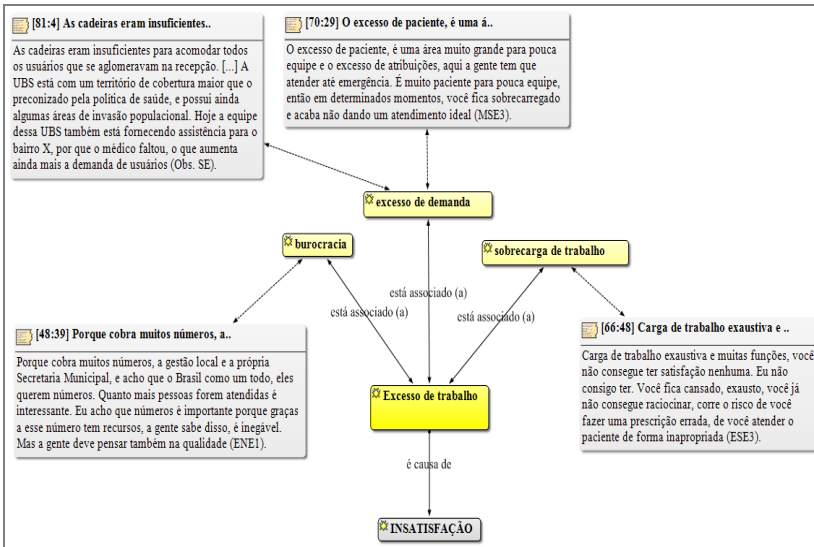 [81:4] As cadeiras eram insuficientes..
As cadeiras eram insuficientes para acomodar todos
os usuários que se aglomeravam na recepção. [...] A
UBS está com um território de cobertura maior que o
preconizado pela política de saúde, e possui ainda
algumas áreas de invasão populacional. Hoje a equipe
dessa UBS também está fornecendo assistência para o
bairro X, por que o médico faltou, o que aumenta
ainda mais a demanda de usuários (Obs. SE).
[70:29] O excesso de paciente, é uma á..
O excesso de paciente, é uma área muito grande para pouca
equipe e o excesso de atribuições, aqui a gente tem que
atender até emergência. É muito paciente para pouca equipe,
então em determinados momentos, você fica sobrecarregado
e acaba não dando um atendimento ideal (MSE3).
excesso de demanda
burocracia
sobrecarga de trabalho
está associado (a)
está associado (a)
está associado (a)
[48:39] Porque cobra muitos números, a..
Porque cobra muitos números, a gestão local e a própria
Secretaria Municipal, e acho que o Brasil como um todo, eles
querem números. Quanto mais pessoas forem atendidas é
interessante. Eu acho que números é importante porque graças
a esse número tem recursos, a gente sabe disso, é inegável.
Mas a gente deve pensar também na qualidade (ENE1).
[66:48] Carga de trabalho exaustiva e ..
Carga de trabalho exaustiva e muitas funções, você
não consegue ter satisfação nenhuma. Eu não
consigo ter. Você fica cansado, exausto, você já
não consegue raciocinar, corre o risco de você
fazer uma prescrição errada, de você atender o
paciente de forma inapropriada (ESE3).
Excesso de trabalho
é causa de
INSATISFAÇÃO